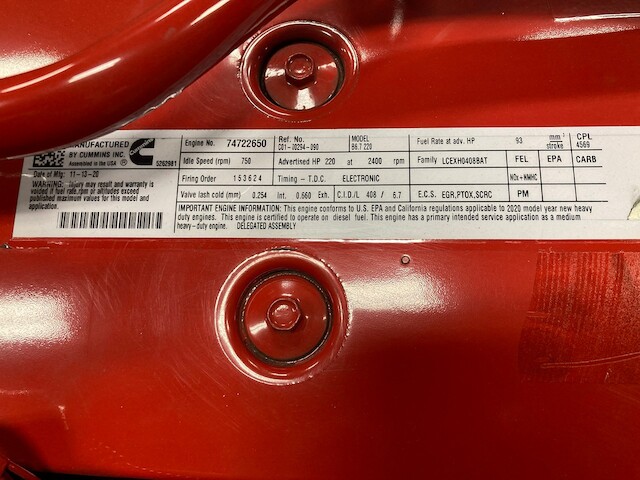 MANUFACTURED
BY CUMMINS INC.
Assembled in the USA
5262981
Date of Mfg: 11-13-20
WARNING: Injury may result and warranty
is voided if fuel rate,rpm or altitudes exceed
published maximum values for this model and
application.
Engine No. 74722650
Ref. No.
C01-I0294-090
MODEL
B6.7 220
Fuel Rate at adv. HP 93 mm³
stroke
CPL
4569
Idle Speed (rpm) 750 Advertised HP 220 at 2400 rpm Family LCEXH0408BAT FEL EPA CARB
Firing Order 153624 Timing - T.D.C. ELECTRONIC NOx+NMHC
Valve lash cold (mm) 0.254 Int. 0.660 Exh. C.I.D/L 408 / 6.7 E.C.S. EGR,PTOX,SCRC PM
IMPORTANT ENGINE INFORMATION: This engine conforms to U.S. EPA and California regulations applicable to 2020 model year new heavy
duty engines. This engine is certified to operate on diesel fuel. This engine has a primary intended service application as a medium
heavy-duty engine. DELEGATED ASSEMBLY